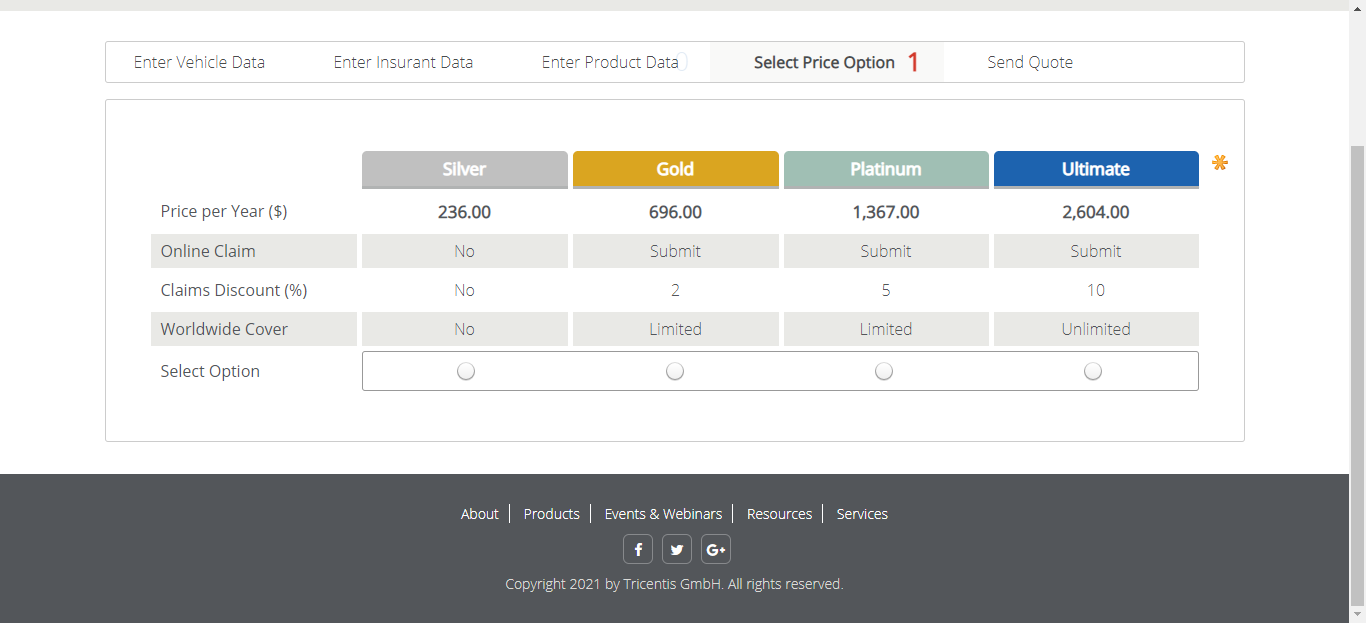 Enter Vehicle Data Enter Insurant Data Enter Product Data 0 Select Price Option 1 Send Quote
Silver Gold Platinum Ultimate
Price per Year ($) 236.00 696.00 1,367.00 2,604.00
Online Claim No Submit Submit Submit
Claims Discount (%) No 2 5 10
Worldwide Cover No Limited Limited Unlimited
Select Option
About Products Events & Webinars Resources Services
f G+
Copyright 2021 by Tricentis GmbH. All rights reserved.